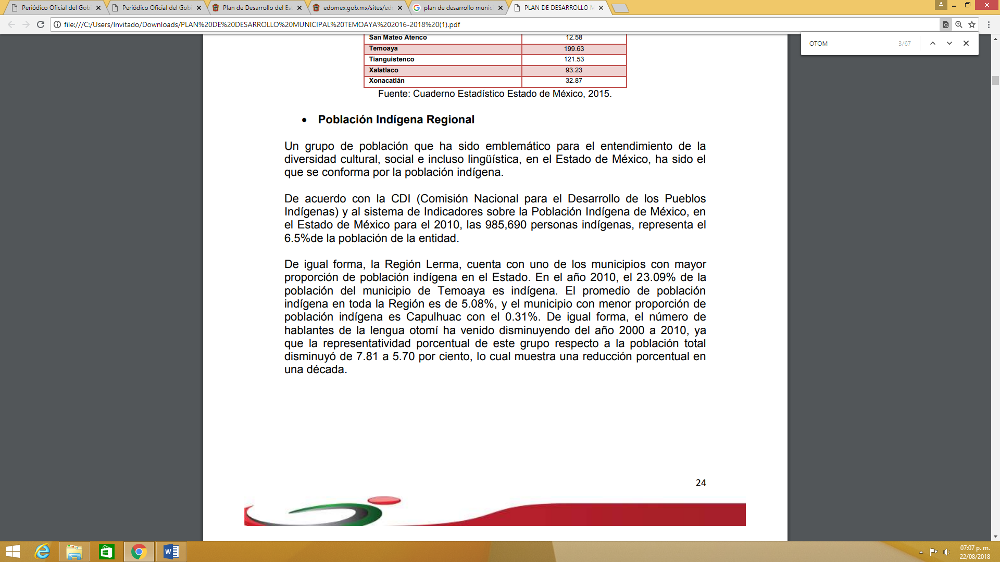 Periódico Oficial del Gob
Periódico Oficial del Gob
Plan de Desarrollo del Es
edomex.gob.mx/sites/ed
plan de desarrollo munic
PLAN DE DESARROLLO M
file:///C:/Users/Invitado/Downloads/PLAN%20DE%20DESARROLLO%20MUNICIPAL%20TEMOAYA%202016-2018%20(1).pdf
OTOM 3/67
San Mateo Atenco 12.58
Temoaya 199.63
Tianguistenco 121.53
Xalatlaco 93.23
Xonacatlán 32.87
Fuente: Cuaderno Estadístico Estado de México, 2015.
• Población Indígena Regional
Un grupo de población que ha sido emblemático para el entendimiento de la
diversidad cultural, social e incluso lingüística, en el Estado de México, ha sido el
que se conforma por la población indígena.
De acuerdo con la CDI (Comisión Nacional para el Desarrollo de los Pueblos
Indígenas) y al sistema de Indicadores sobre la Población Indígena de México, en
el Estado de México para el 2010, las 985,690 personas indígenas, representa el
6.5%de la población de la entidad.
De igual forma, la Región Lerma, cuenta con uno de los municipios con mayor
proporción de población indígena en el Estado. En el año 2010, el 23.09% de la
población del municipio de Temoaya es indígena. El promedio de población
indígena en toda la Región es de 5.08%, y el municipio con menor proporción de
población indígena es Capulhuac con el 0.31%. De igual forma, el número de
hablantes de la lengua otomí ha venido disminuyendo del año 2000 a 2010, ya
que la representatividad porcentual de este grupo respecto a la población total
disminuyó de 7.81 a 5.70 por ciento, lo cual muestra una reducción porcentual en
una década.
24
07:07 p. m.
22/08/2018